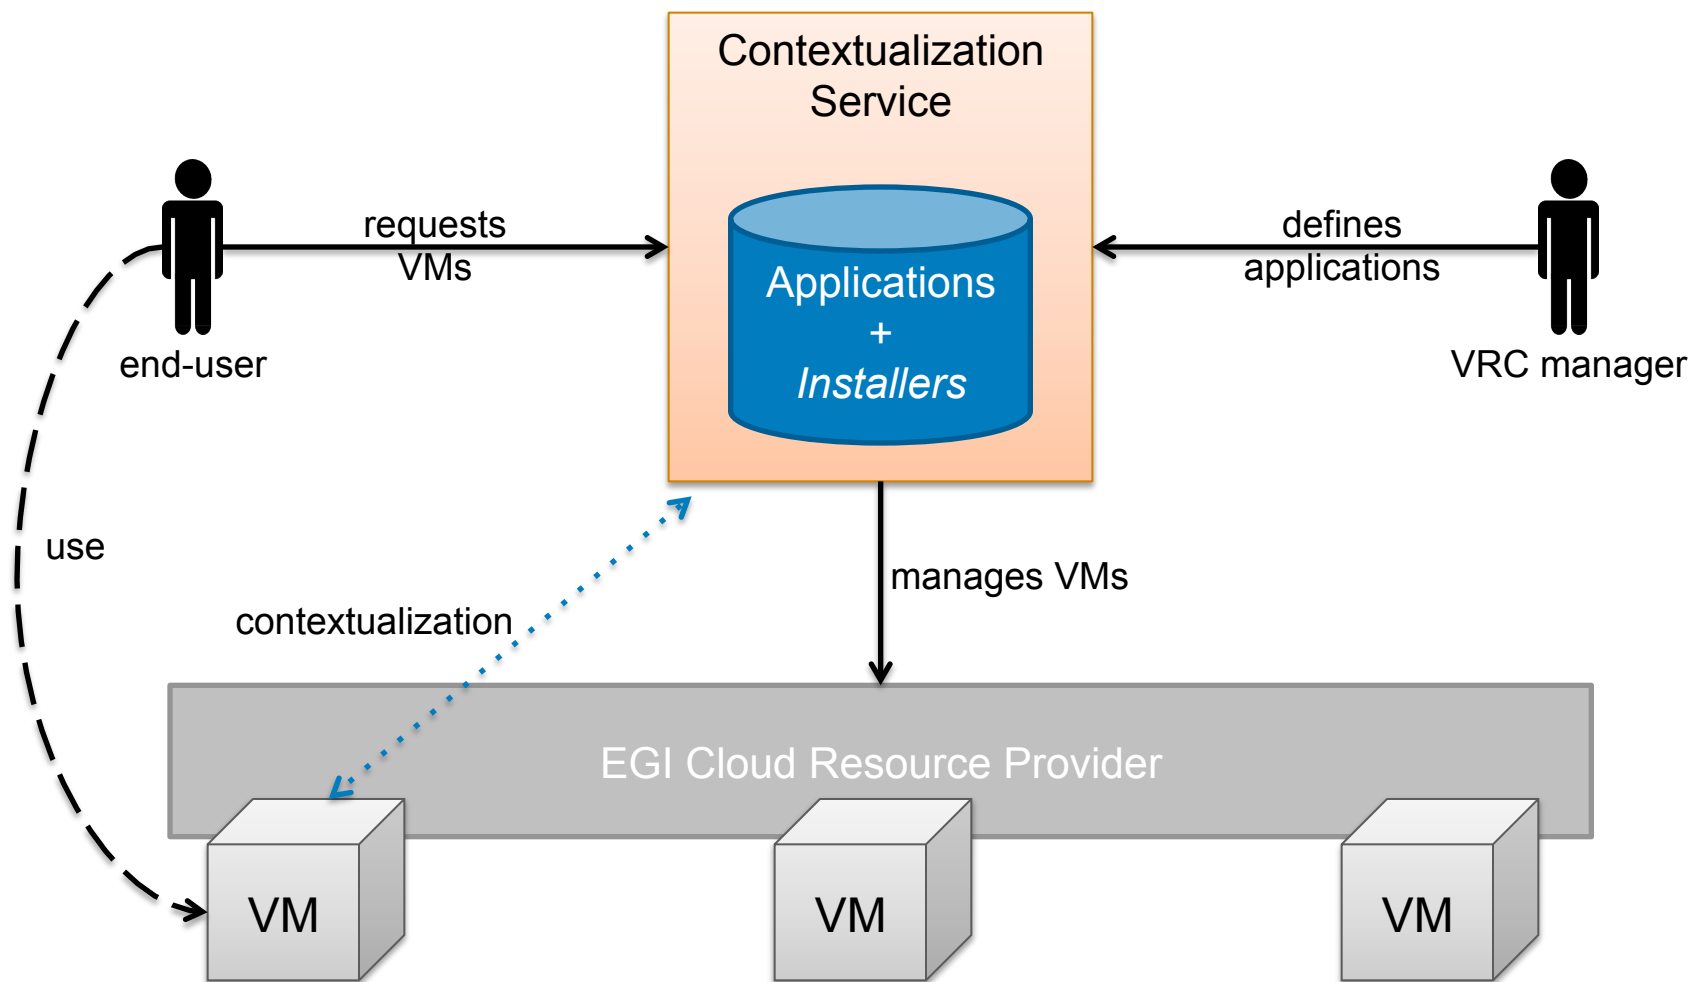 Contextualization
Service
requests
VMs
defines
applications
Applications
+
Installers
end-user
VRC manager
use
manages VMs
contextualization
EGI Cloud Resource Provider
VM
VM
VM